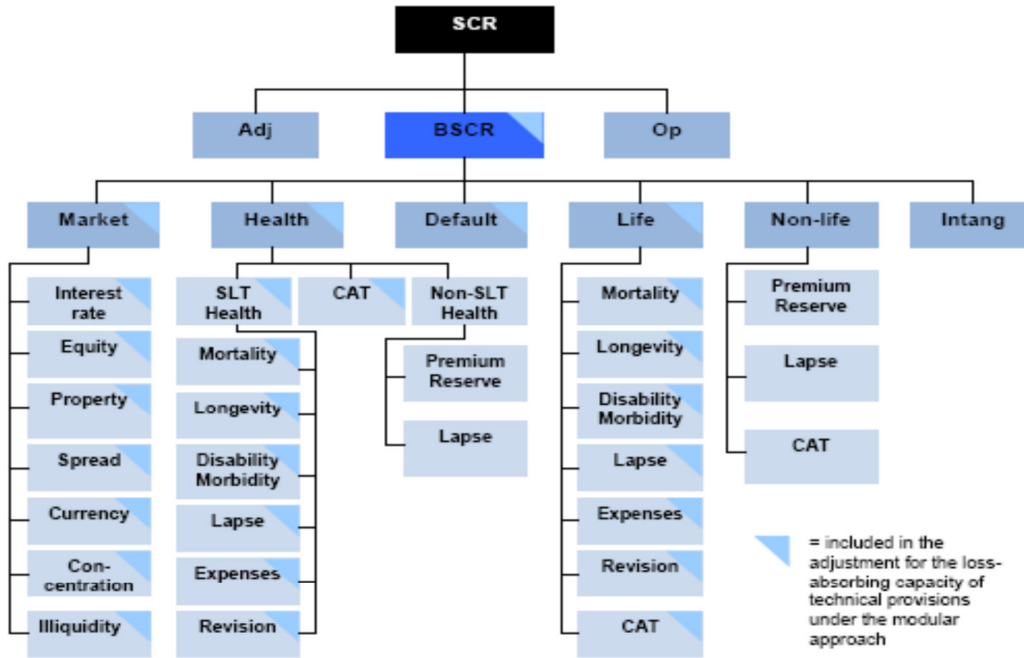 SCR
Adj
BSCR
Op
Market
Health
Default
Life
Non-life
Intang
Interest
rate
Equity
Property
Spread
Currency
Con-
centration
Illiquidity
SLT
Health
CAT
Non-SLT
Health
Mortality
Longevity
Disability
Morbidity
Lapse
Expenses
Revision
Premium
Reserve
Lapse
Mortality
Longevity
Disability
Morbidity
Lapse
Expenses
Revision
CAT
Premium
Reserve
Lapse
CAT
= included in the
adjustment for the loss-
absorbing capacity of
technical provisions
under the modular
approach